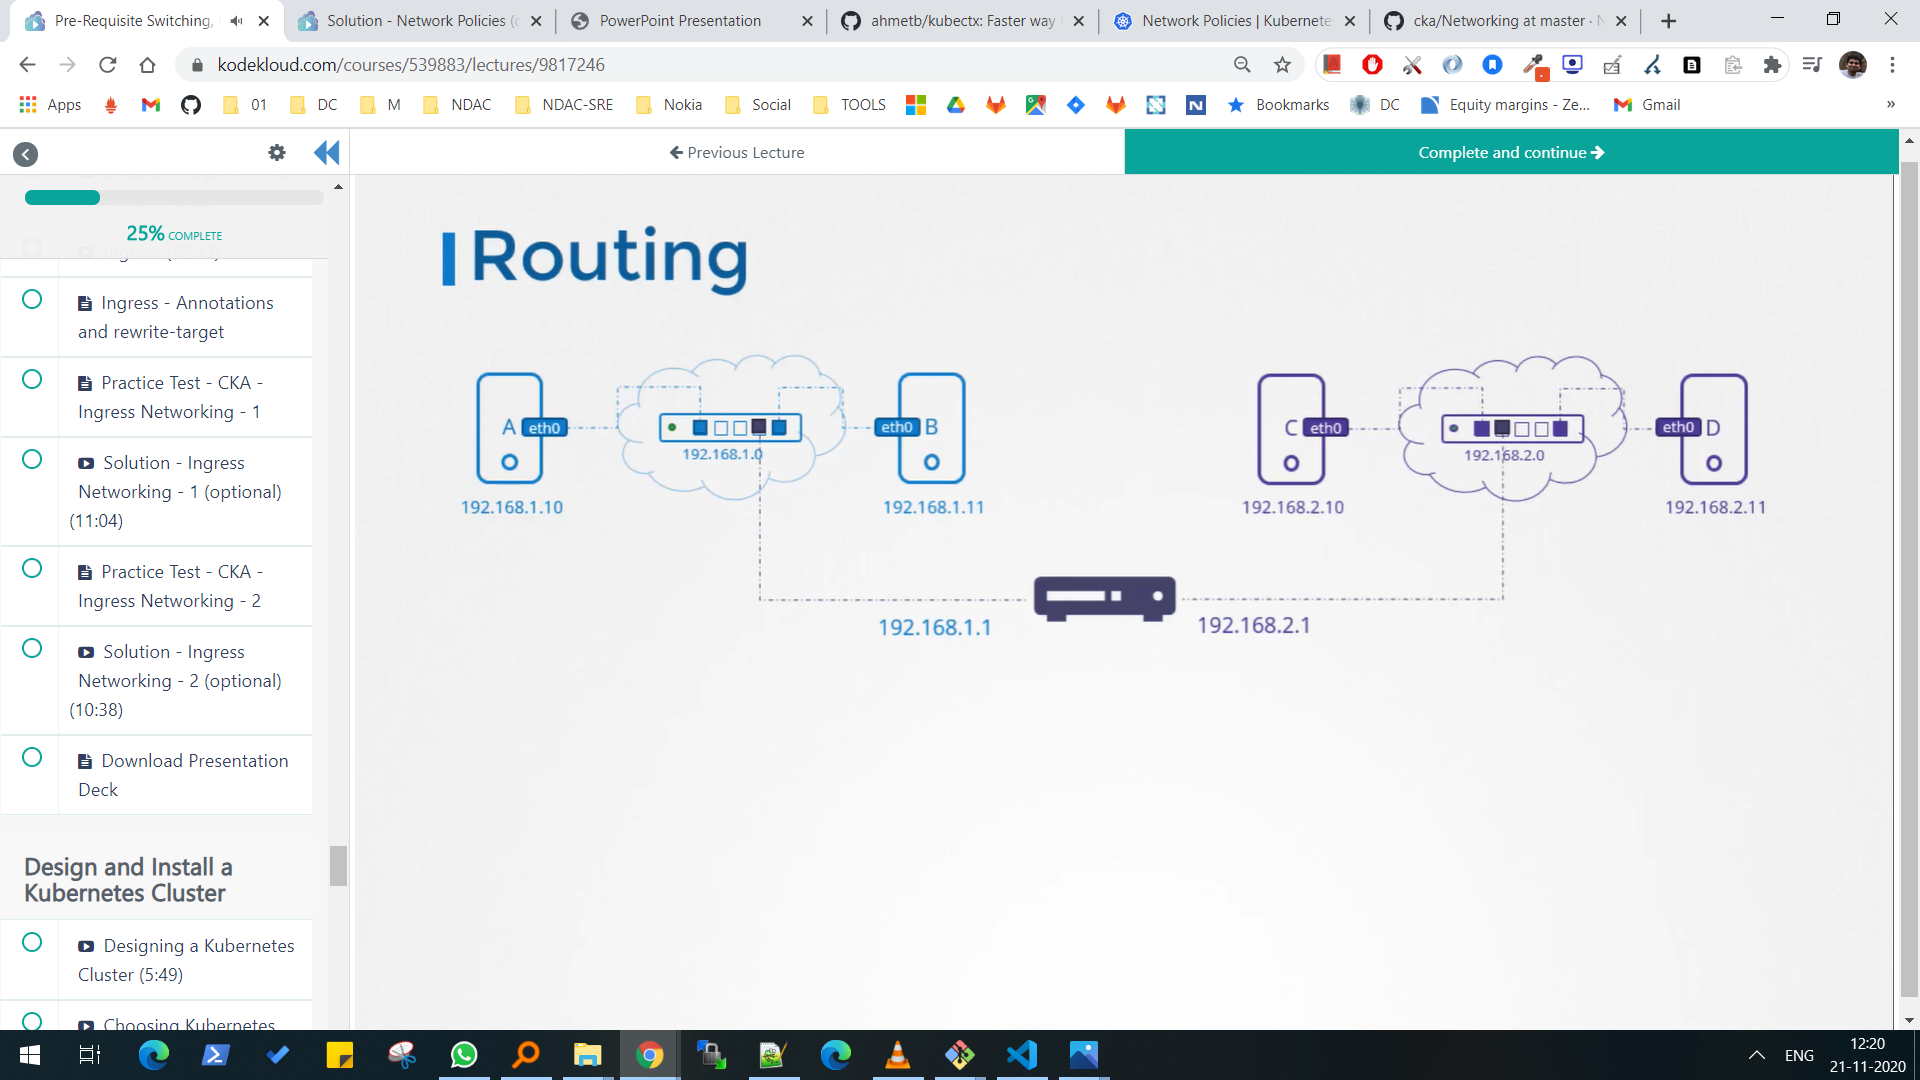 Pre-Requisite Switching,
Solution - Network Policies (
PowerPoint Presentation
ahmetb/kubectx: Faster way
Network Policies | Kubernete
cka/Networking at master ·
kodekloud.com/courses/539883/lectures/9817246
Apps
01
DC
M
NDAC
NDAC-SRE
Nokia
Social
TOOLS
Bookmarks
DC
Equity margins - Ze...
Gmail
»
Previous Lecture
Complete and continue
25% COMPLETE
Ingress - Annotations
and rewrite-target
Practice Test - CKA -
Ingress Networking - 1
Solution - Ingress
Networking - 1 (optional)
(11:04)
Practice Test - CKA -
Ingress Networking - 2
Solution - Ingress
Networking - 2 (optional)
(10:38)
Download Presentation
Deck
Design and Install a
Kubernetes Cluster
Designing a Kubernetes
Cluster (5:49)
Choosing Kubernetes
Routing
A eth0
192.168.1.0
eth0 B
C eth0
192.168.2.0
eth0 D
192.168.1.10
192.168.1.11
192.168.2.10
192.168.2.11
192.168.1.1
192.168.2.1
ENG
12:20
21-11-2020